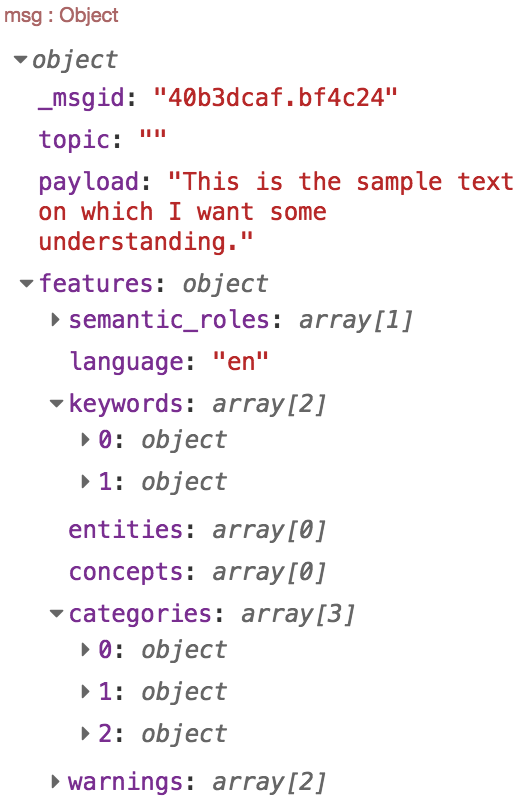 msg : Object
object
_msgid: "40b3dcaf.bf4c24"
topic: ""
payload: "This is the sample text
on which I want some
understanding."
features: object
semantic_roles: array[1]
language: "en"
keywords: array[2]
0: object
1: object
entities: array[0]
concepts: array[0]
categories: array[3]
0: object
1: object
2: object
warnings: array[2]